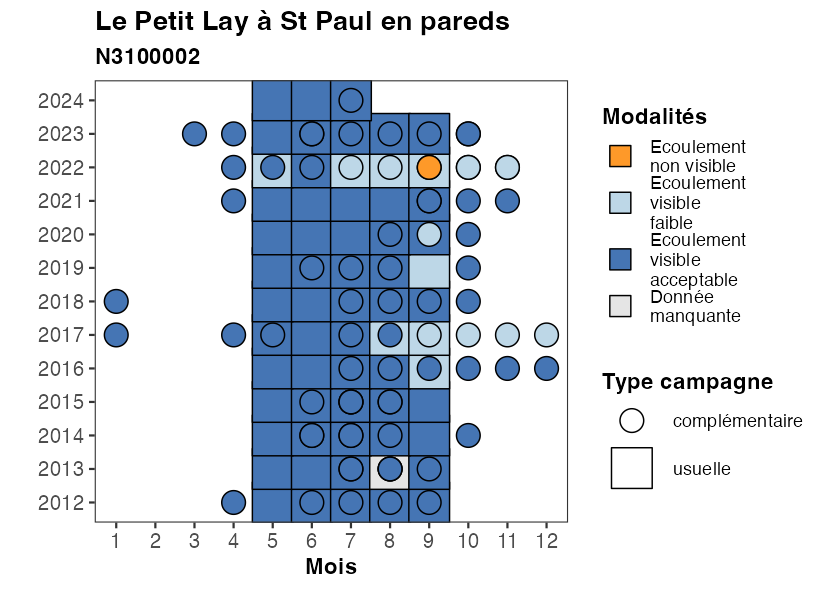 Le Petit Lay à St Paul en pareds
N3100002
2024
2023
2022
2021
2020
2019
2018
2017
2016
2015
2014
2013
2012
1 2 3 4 5 6 7 8 9 10 11 12
Mois
Modalités
Ecoulement
non visible
Ecoulement
visible
faible
Ecoulement
visible
acceptable
Donnée
manquante
Type campagne
complémentaire
usuelle